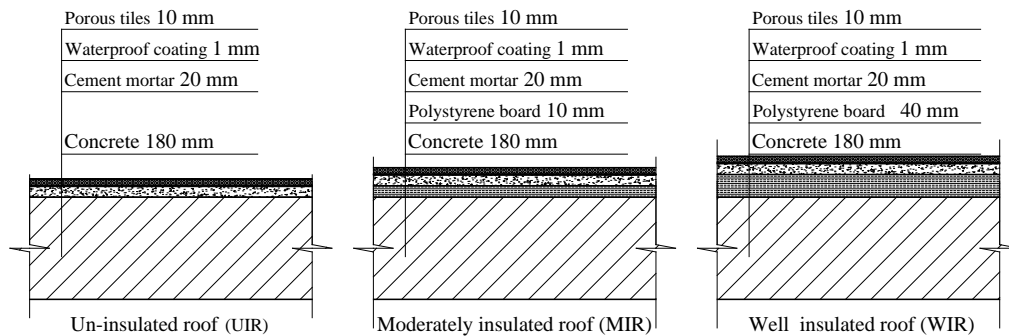 Porous tiles 10 mm
Waterproof coating 1 mm
Cement mortar 20 mm
Concrete 180 mm
Un-insulated roof (UIR)
Porous tiles 10 mm
Waterproof coating 1 mm
Cement mortar 20 mm
Polystyrene board 10 mm
Concrete 180 mm
Moderately insulated roof (MIR)
Porous tiles 10 mm
Waterproof coating 1 mm
Cement mortar 20 mm
Polystyrene board 40 mm
Concrete 180 mm
Well insulated roof (WIR)